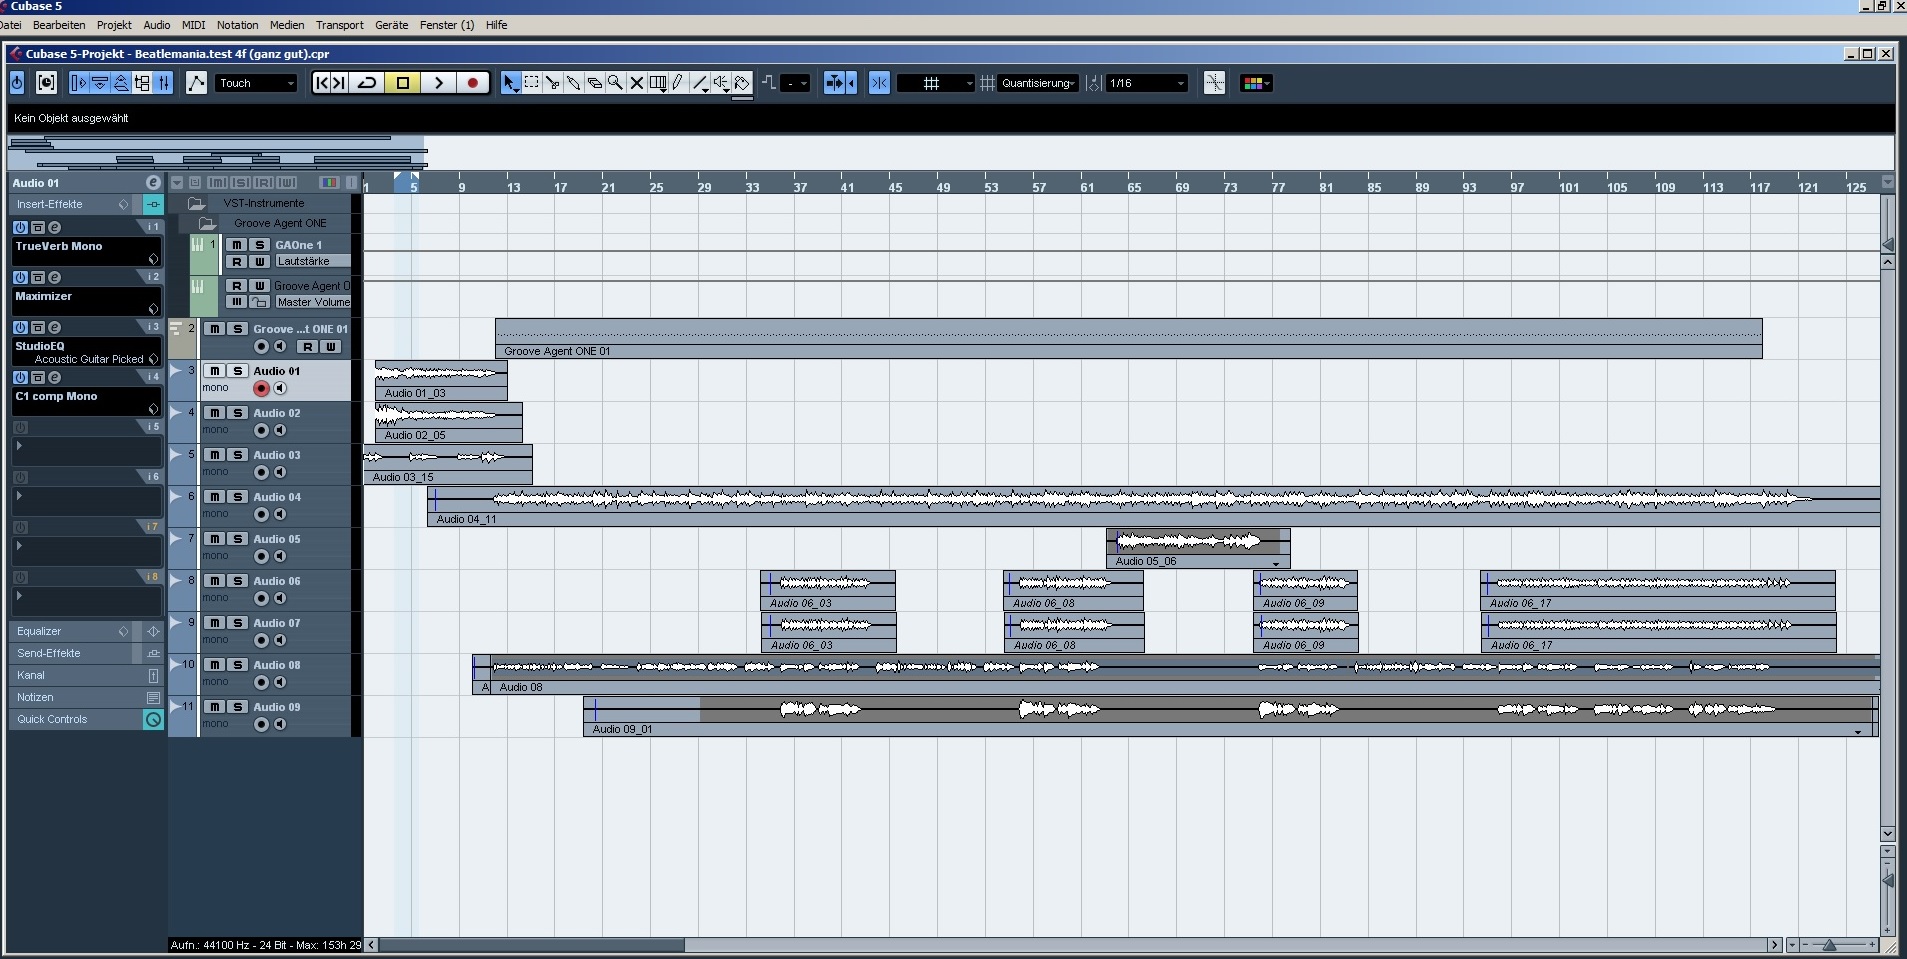 Cubase 5
Datei Bearbeiten Projekt Audio MIDI Notation Medien Transport Geräte Fenster (1) Hilfe
Cubase 5-Projekt - Beatlemania.test 4f (ganz gut).cpr
Touch - Quantisierung 1/16
Kein Objekt ausgewählt
Audio 01 e [M] [S] [R] [W] 1 5 9 13 17 21 25 29 33 37 41 45 49 53 57 61 65 69 73 77 81 85 89 93 97 101 105 109 113 117 121 125
Insert-Effekte VST-Instrumente
Groove Agent ONE
e i 1
TrueVerb Mono 1 M S GAOne 1
R W Lautstärke
e i 2
Maximizer R W Groove Agent O
Master Volume
e i 3
StudioEQ
Acoustic Guitar Picked
2 M S Groove ...t ONE 01
R W
Groove Agent ONE 01
e i 4
C1 comp Mono
i 5
i 6
i 7
i 8
3 M S Audio 01
mono
Audio 01_03
4 M S Audio 02
mono
Audio 02_05
5 M S Audio 03
mono
Audio 03_15
6 M S Audio 04
mono
Audio 04_11
7 M S Audio 05
mono
Audio 05_06
8 M S Audio 06
mono
Audio 06_03 Audio 06_08 Audio 06_09 Audio 06_17
9 M S Audio 07
mono
Audio 06_03 Audio 06_08 Audio 06_09 Audio 06_17
10 M S Audio 08
mono
A Audio 08
11 M S Audio 09
mono
Audio 09_01
Equalizer
Send-Effekte
Kanal
Notizen
Quick Controls
Aufn.: 44100 Hz - 24 Bit - Max: 153h 29